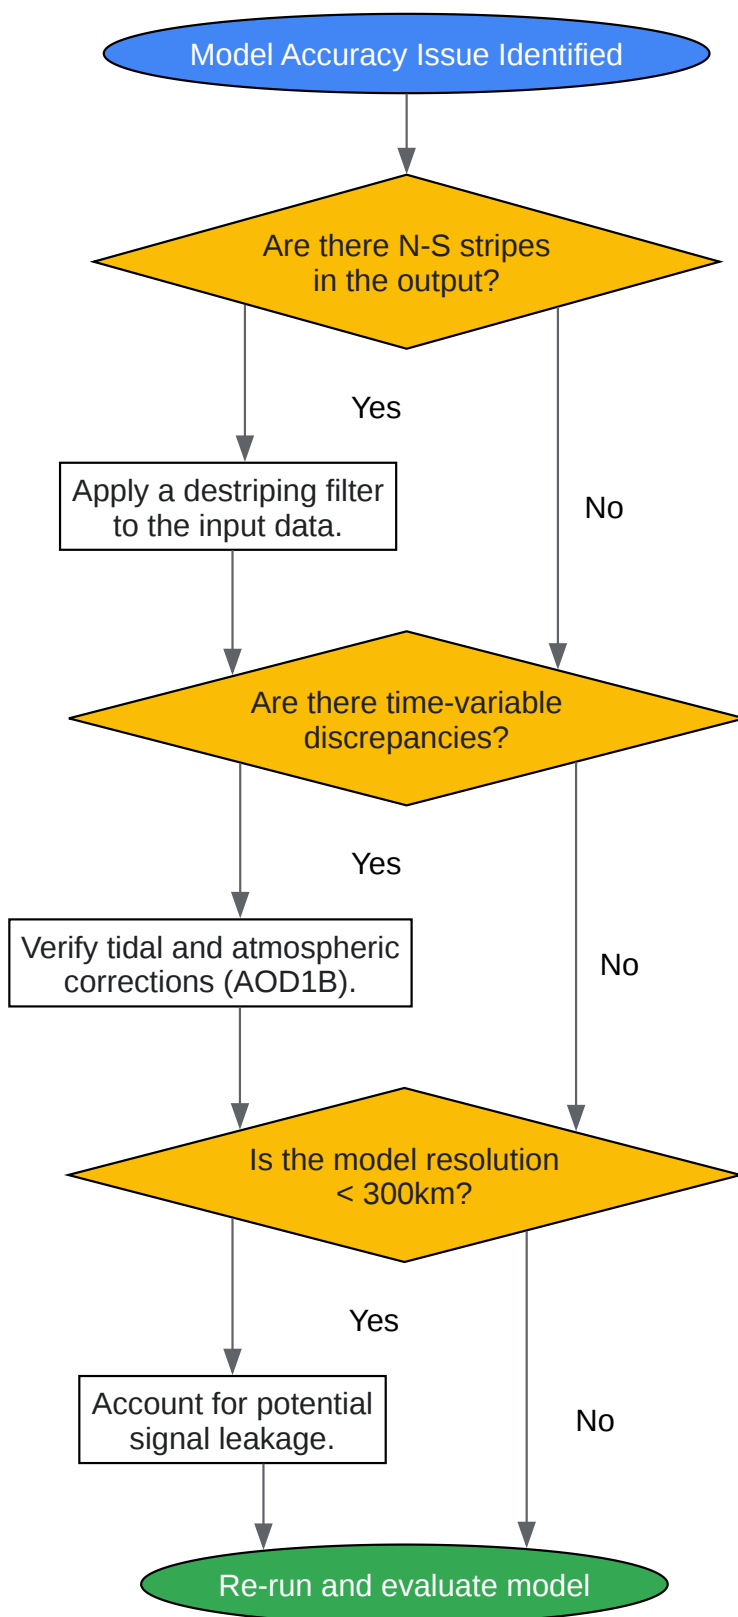 Model Accuracy Issue Identified
Are there N-S stripes
in the output?
Yes
Apply a destriping filter
to the input data.
No
Are there time-variable
discrepancies?
Yes
Verify tidal and atmospheric
corrections (AOD1B).
No
Is the model resolution
< 300km?
Yes
Account for potential
signal leakage.
No
Re-run and evaluate model